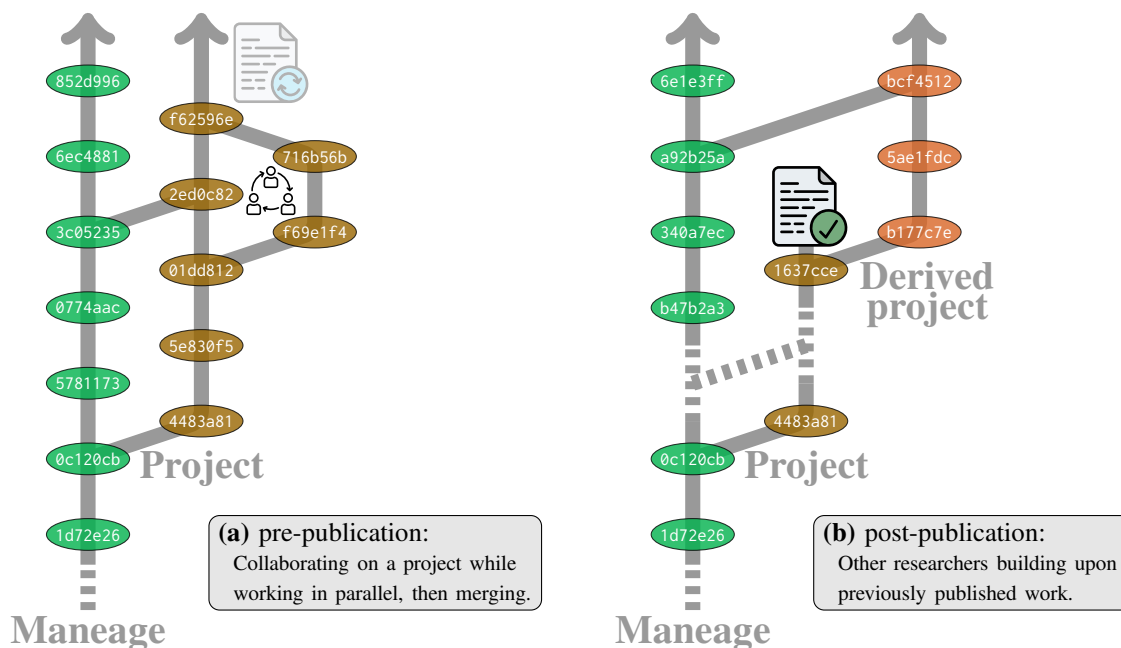 852d996
f62596e
6ec4881
716b56b
2ed0c82
3c05235
f69e1f4
01dd812
0774aac
5e830f5
5781173
4483a81
0c120cb
Project
1d72e26
(a) pre-publication:
Collaborating on a project while
working in parallel, then merging.
Maneage
6e1e3ff
bcf4512
a92b25a
5ae1fdc
340a7ec
b177c7e
1637cce
Derived
project
b47b2a3
4483a81
0c120cb
Project
1d72e26
(b) post-publication:
Other researchers building upon
previously published work.
Maneage